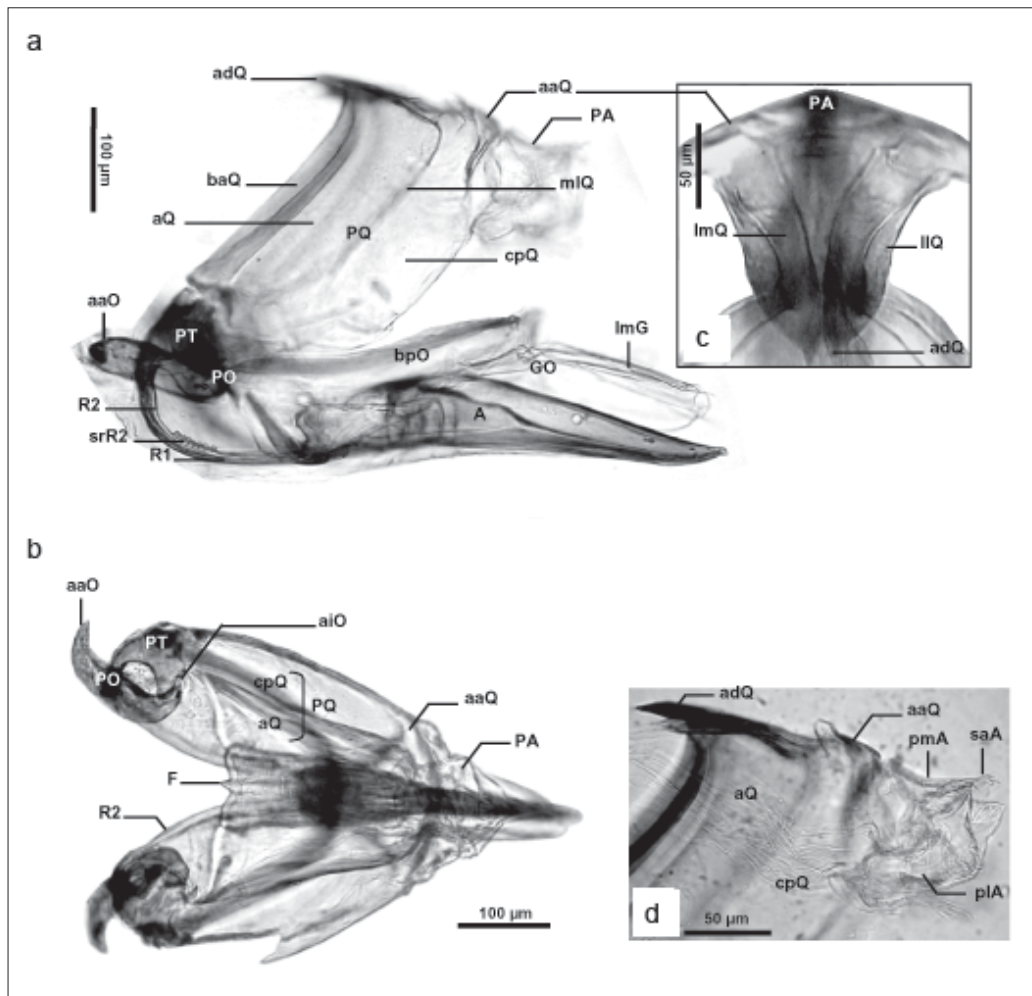 a
adQ
aaQ
PA
100 µm
baQ
mlQ
aQ
PQ
cpQ
aaO
PT
PO
bpO
GO
lmG
R2
A
srR2
R1
PA
50 µm
lmQ
llQ
c
adQ
b
aaO
PT
aiO
PO
cpQ
PQ
aQ
aaQ
PA
F
R2
100 µm
adQ
aaQ
pmA
saA
aQ
cpQ
plA
d
50 µm